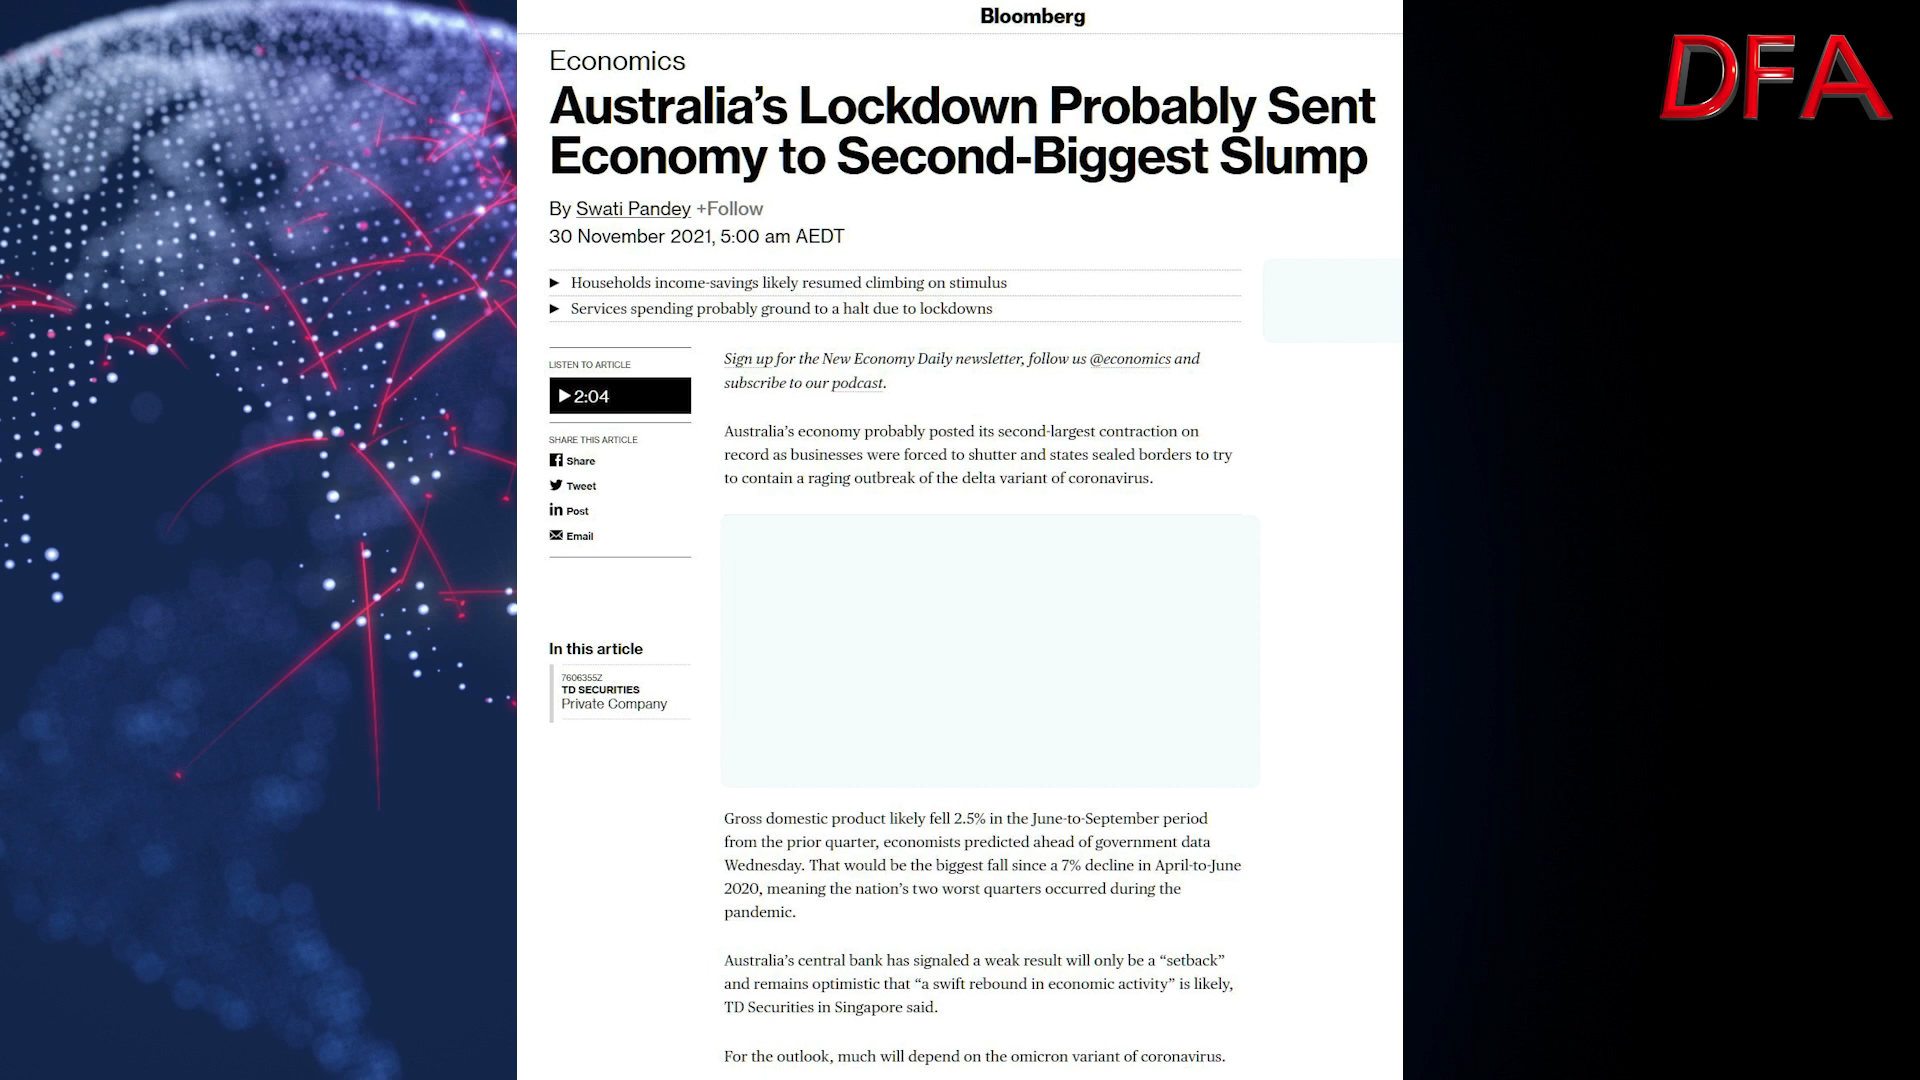 Bloomberg
DFA
Economics
Australia’s Lockdown Probably Sent
Economy to Second-Biggest Slump
By Swati Pandey +Follow
30 November 2021, 5:00 am AEDT
▶ Households income-savings likely resumed climbing on stimulus
▶ Services spending probably ground to a halt due to lockdowns
LISTEN TO ARTICLE
▶ 2:04
SHARE THIS ARTICLE
Share
Tweet
Post
Email
In this article
7606355Z
TD SECURITIES
Private Company
Sign up for the New Economy Daily newsletter, follow us @economics and
subscribe to our podcast.
Australia’s economy probably posted its second-largest contraction on
record as businesses were forced to shutter and states sealed borders to try
to contain a raging outbreak of the delta variant of coronavirus.
Gross domestic product likely fell 2.5% in the June-to-September period
from the prior quarter, economists predicted ahead of government data
Wednesday. That would be the biggest fall since a 7% decline in April-to-June
2020, meaning the nation’s two worst quarters occurred during the
pandemic.
Australia’s central bank has signaled a weak result will only be a “setback”
and remains optimistic that “a swift rebound in economic activity” is likely,
TD Securities in Singapore said.
For the outlook, much will depend on the omicron variant of coronavirus.